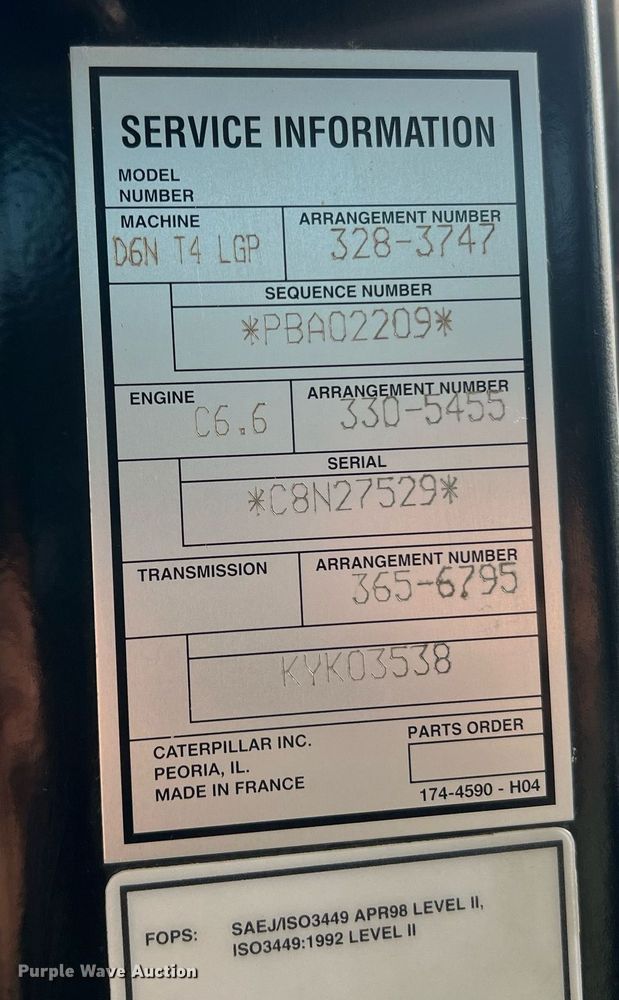 SERVICE INFORMATION
MODEL
NUMBER
MACHINE ARRANGEMENT NUMBER
D6N T4 LGP 328-3747
SEQUENCE NUMBER
*PBA02209*
ENGINE ARRANGEMENT NUMBER
C6.6 330-5455
SERIAL
*C8N27529*
TRANSMISSION ARRANGEMENT NUMBER
365-6795
KYK03538
CATERPILLAR INC. PARTS ORDER
PEORIA, IL.
MADE IN FRANCE 174-4590 - H04
FOPS: SAEJ/ISO3449 APR98 LEVEL II,
ISO3449:1992 LEVEL II
Purple Wave Auction